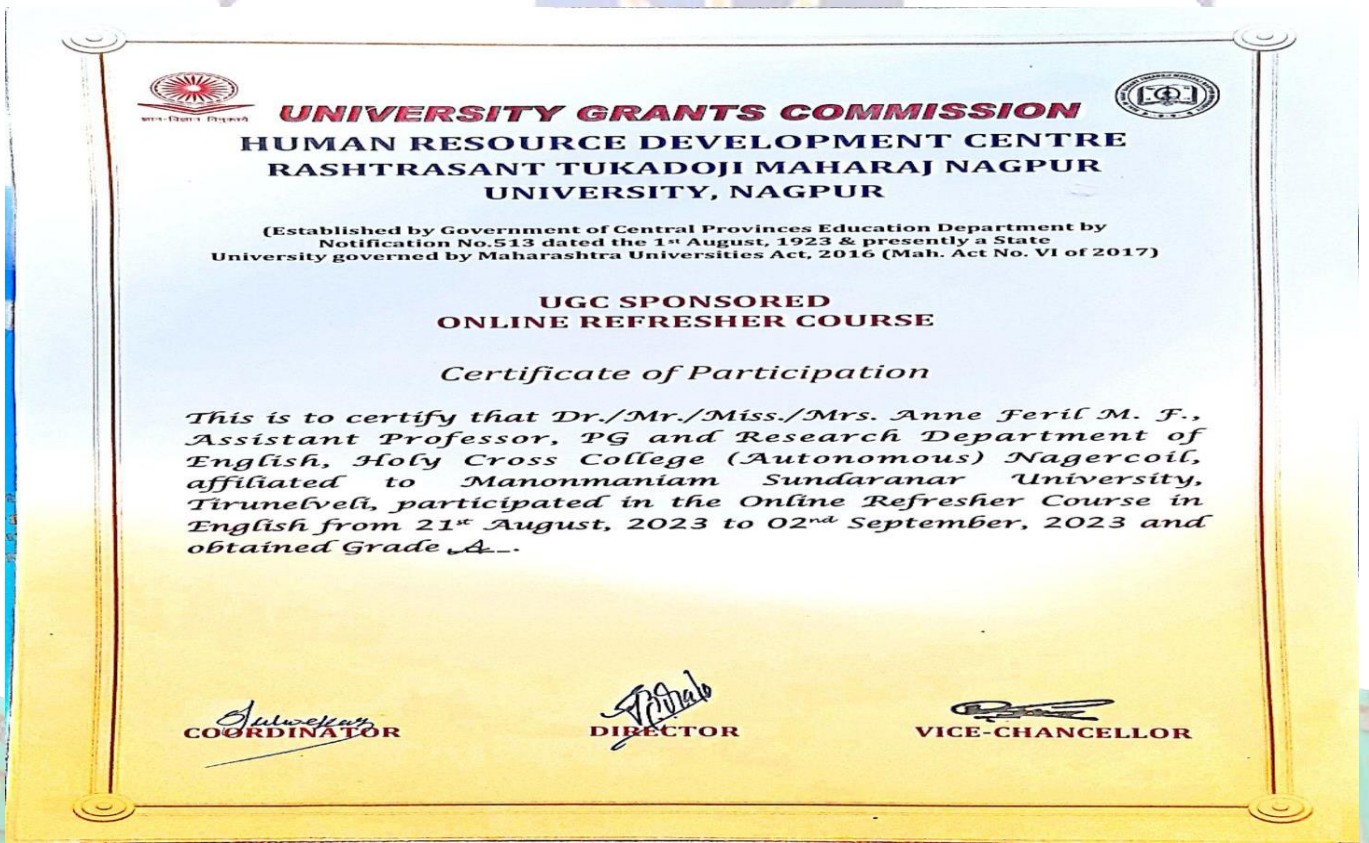 ज्ञान-विज्ञान विमुक्तये
UNIVERSITY GRANTS COMMISSION
HUMAN RESOURCE DEVELOPMENT CENTRE
RASHTRASANT TUKADOJI MAHARAJ NAGPUR
UNIVERSITY, NAGPUR
(Established by Government of Central Provinces Education Department by
Notification No.513 dated the 1st August, 1923 & presently a State
University governed by Maharashtra Universities Act, 2016 (Mah. Act No. VI of 2017)
UGC SPONSORED
ONLINE REFRESHER COURSE
Certificate of Participation
This is to certify that Dr./Mr./Miss./Mrs. Anne Feril M. F.,
Assistant Professor, PG and Research Department of
English, Holy Cross College (Autonomous) Nagercoil,
affiliated to Manonmaniam Sundaranar University,
Tirunelveli, participated in the Online Refresher Course in
English from 21st August, 2023 to 02nd September, 2023 and
obtained Grade A.
COORDINATOR DIRECTOR VICE-CHANCELLOR